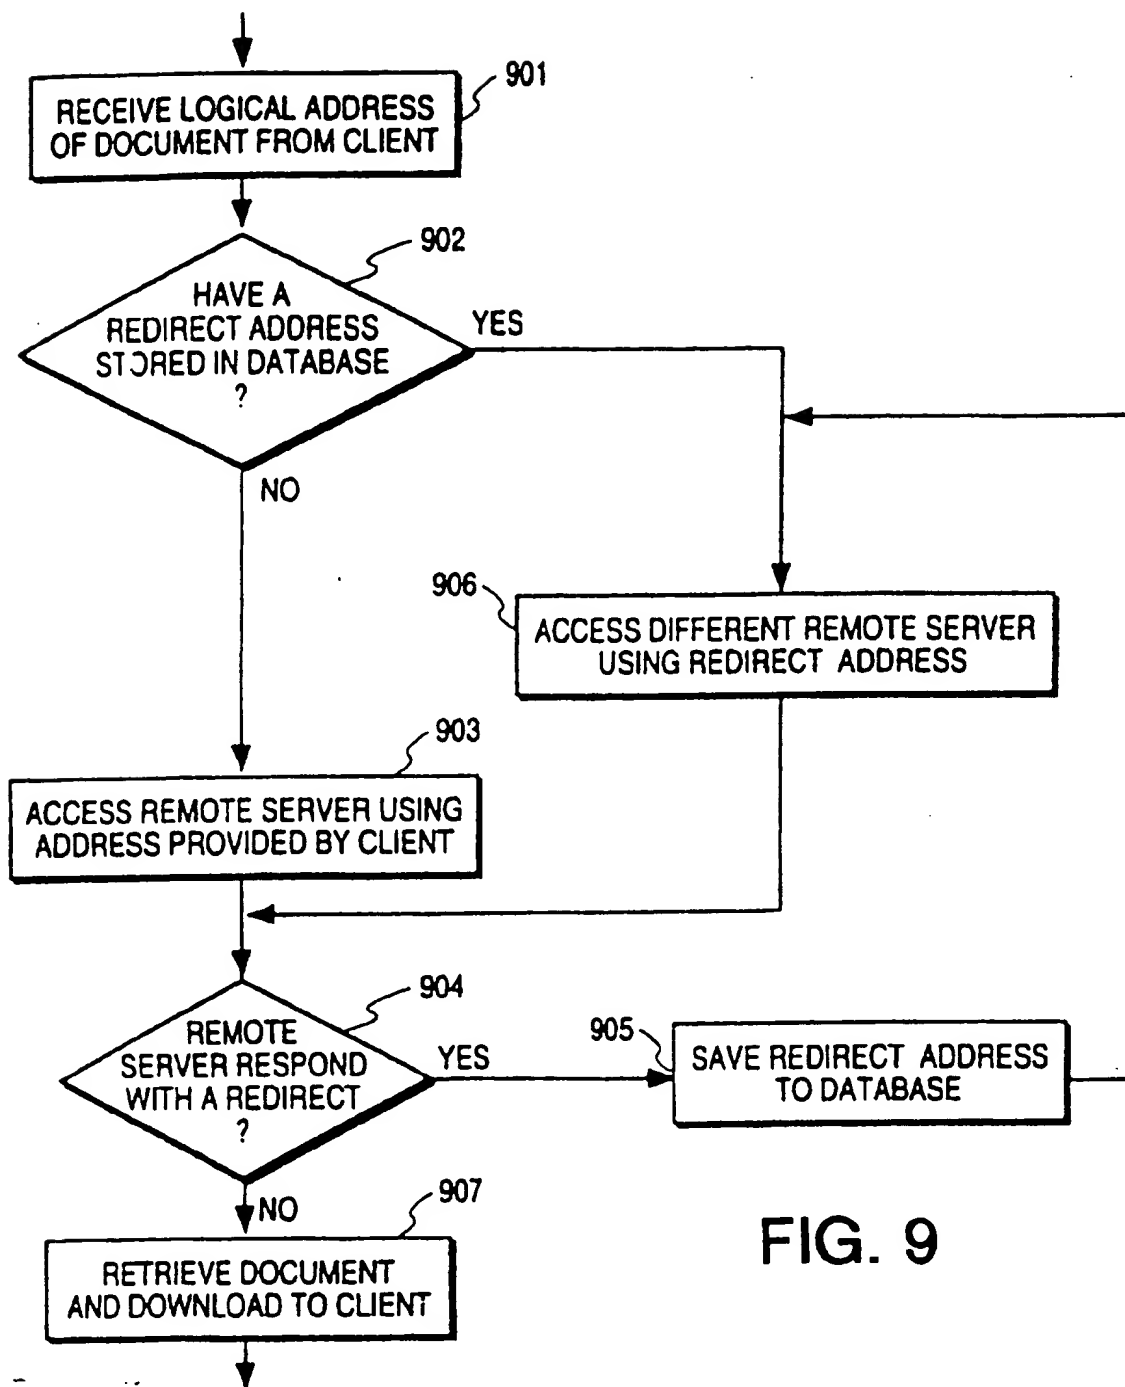 901
RECEIVE LOGICAL ADDRESS
OF DOCUMENT FROM CLIENT
902
HAVE A
REDIRECT ADDRESS
STORED IN DATABASE
?
YES
NO
906
ACCESS DIFFERENT REMOTE SERVER
USING REDIRECT ADDRESS
903
ACCESS REMOTE SERVER USING
ADDRESS PROVIDED BY CLIENT
904
REMOTE
SERVER RESPOND
WITH A REDIRECT
?
YES
905
SAVE REDIRECT ADDRESS
TO DATABASE
NO
907
RETRIEVE DOCUMENT
AND DOWNLOAD TO CLIENT
FIG. 9